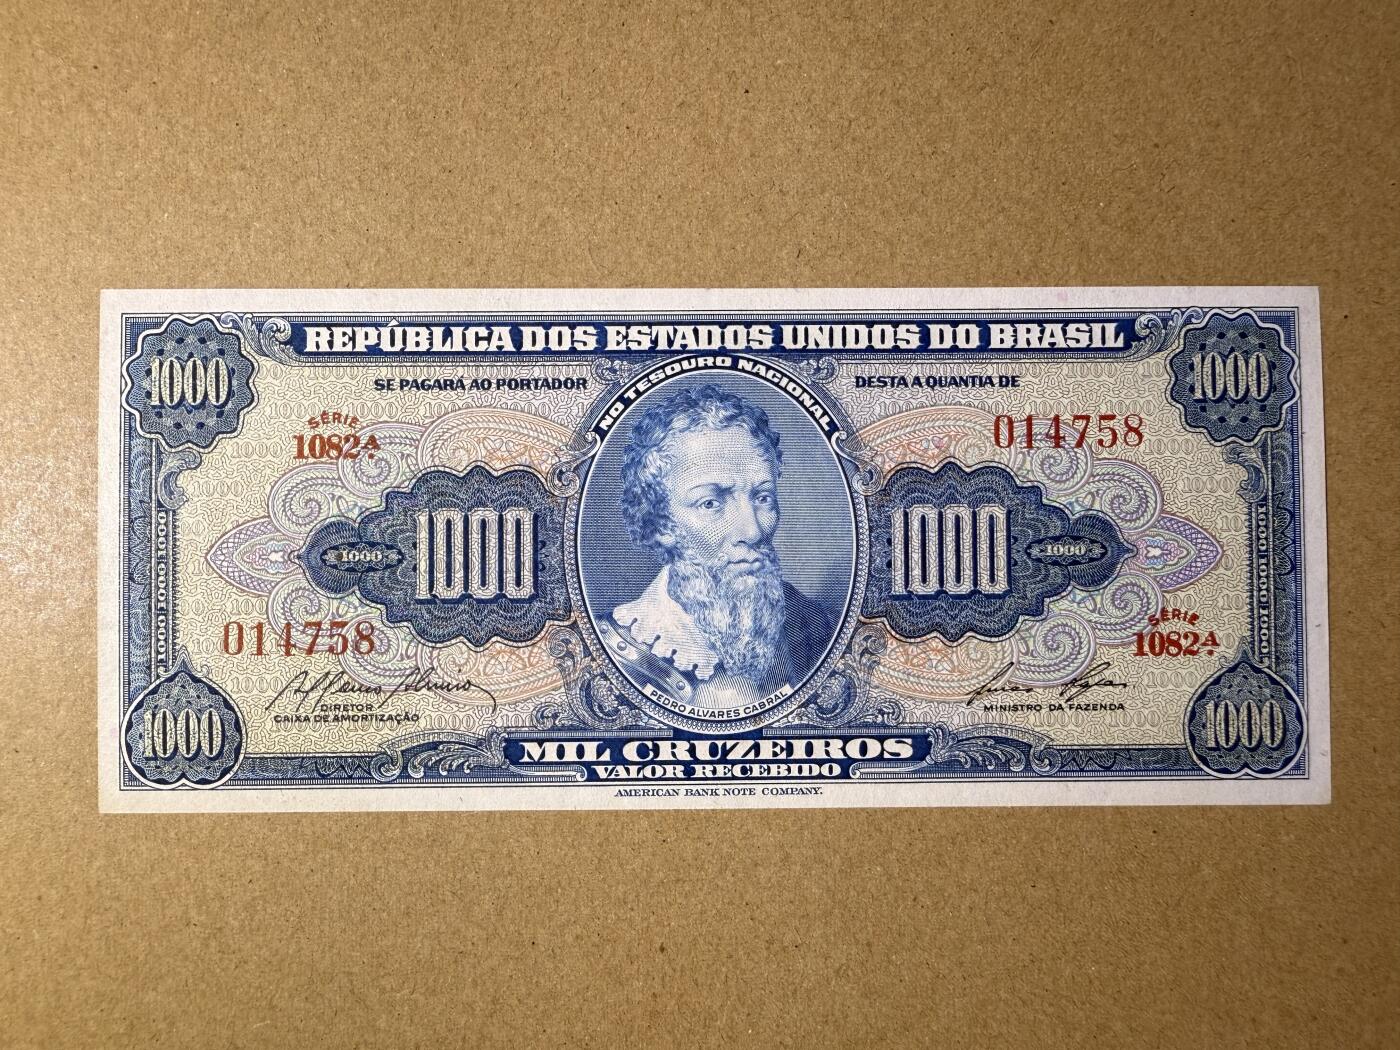 REPÚBLICA DOS ESTADOS UNIDOS DO BRASIL
1000
1000
SE PAGARÁ AO PORTADOR
NO TESOURO NACIONAL
DESTA A QUANTIA DE
SÉRIE
1082A
014758
1000
1000
1000
1000
014758
SÉRIE
1082A
PEDRO ALVARES CABRAL
DIRETOR
CAIXA DE AMORTIZAÇÃO
MINISTRO DA FAZENDA
1000
1000
MIL CRUZEIROS
VALOR RECEBIDO
AMERICAN BANK NOTE COMPANY.